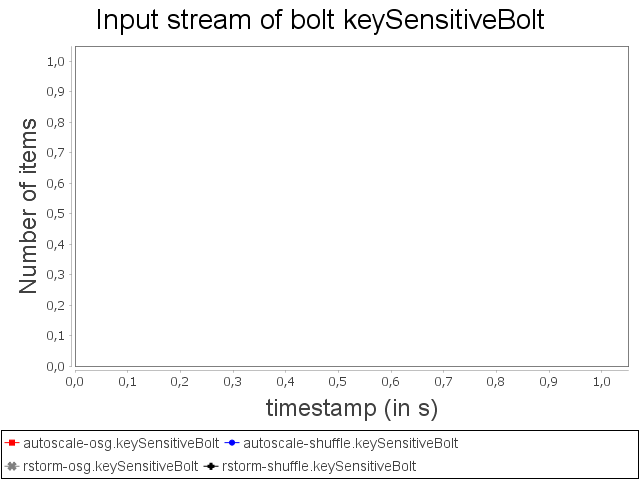 Input stream of bolt keySensitiveBolt
Number of items
1,0
0,9
0,8
0,7
0,6
0,5
0,4
0,3
0,2
0,1
0,0
0,0 0,1 0,2 0,3 0,4 0,5 0,6 0,7 0,8 0,9 1,0
timestamp (in s)
autoscale-osg.keySensitiveBolt autoscale-shuffle.keySensitiveBolt
rstorm-osg.keySensitiveBolt rstorm-shuffle.keySensitiveBolt